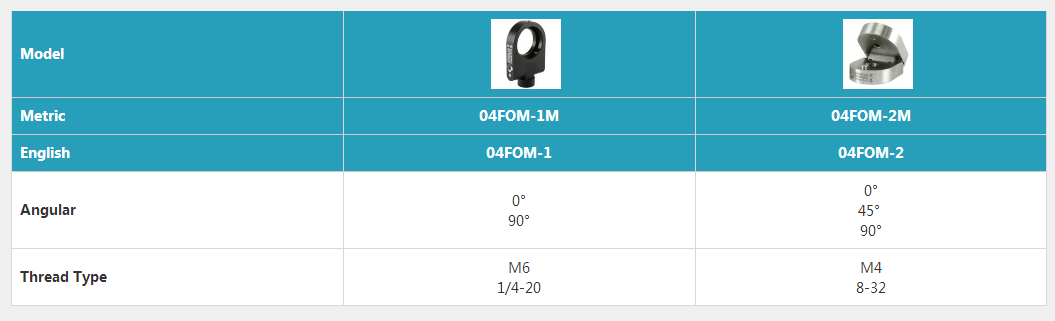 Model
Metric 04FOM-1M 04FOM-2M
English 04FOM-1 04FOM-2
Angular
0°
90°
0°
45°
90°
Thread Type
M6
1/4-20
M4
8-32